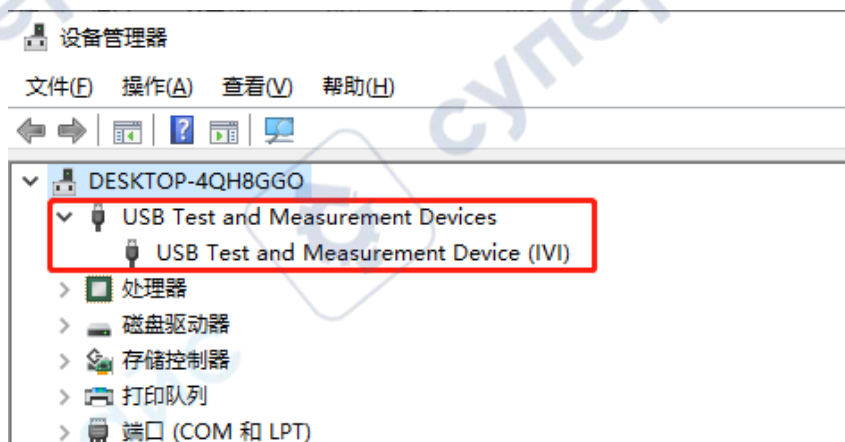 设备管理器
文件(F) 操作(A) 查看(V) 帮助(H)
DESKTOP-4QH8GGO
USB Test and Measurement Devices
USB Test and Measurement Device (IVI)
处理器
磁盘驱动器
存储控制器
打印队列
端口 (COM 和 LPT)